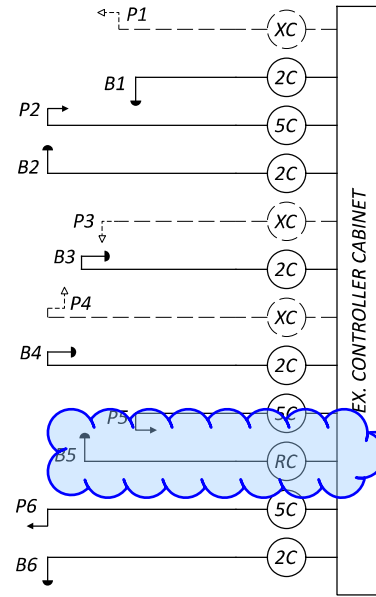 P1
XC
B1
2C
P2
5C
B2
2C
P3
XC
B3
2C
P4
XC
B4
2C
P5
5C
B5
RC
P6
5C
B6
2C
EX. CONTROLLER CABINET